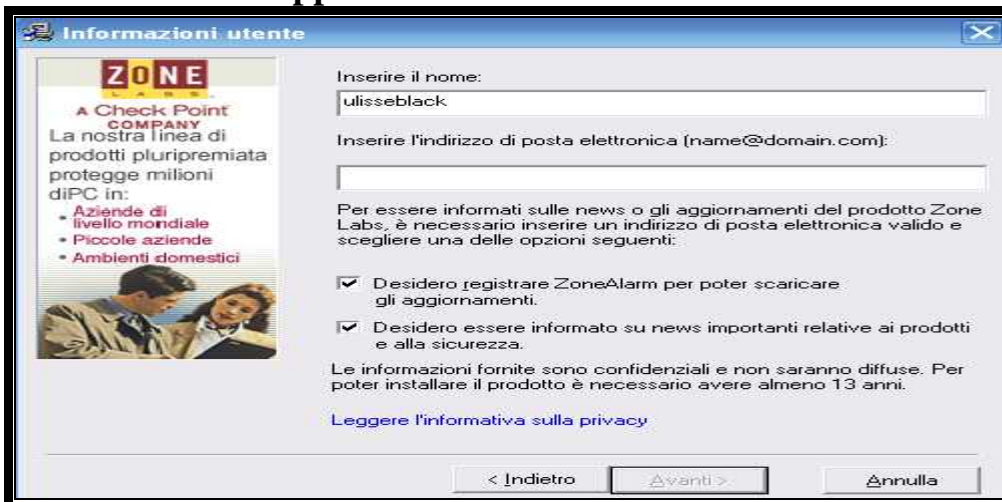 Informazioni utente
ZONE
LABS
A Check Point
COMPANY
La nostra linea di
prodotti pluripremiata
protegge milioni
diPC in:
• Aziende di
livello mondiale
• Piccole aziende
• Ambienti domestici
Inserire il nome:
ulisseblack
Inserire l'indirizzo di posta elettronica (name@domain.com):
Per essere informati sulle news o gli aggiornamenti del prodotto Zone
Labs, è necessario inserire un indirizzo di posta elettronica valido e
scegliere una delle opzioni seguenti:
Desidero registrare ZoneAlarm per poter scaricare
gli aggiornamenti.
Desidero essere informato su news importanti relative ai prodotti
e alla sicurezza.
Le informazioni fornite sono confidenziali e non saranno diffuse. Per
poter installare il prodotto è necessario avere almeno 13 anni.
Leggere l'informativa sulla privacy
< Indietro
Avanti >
Annulla